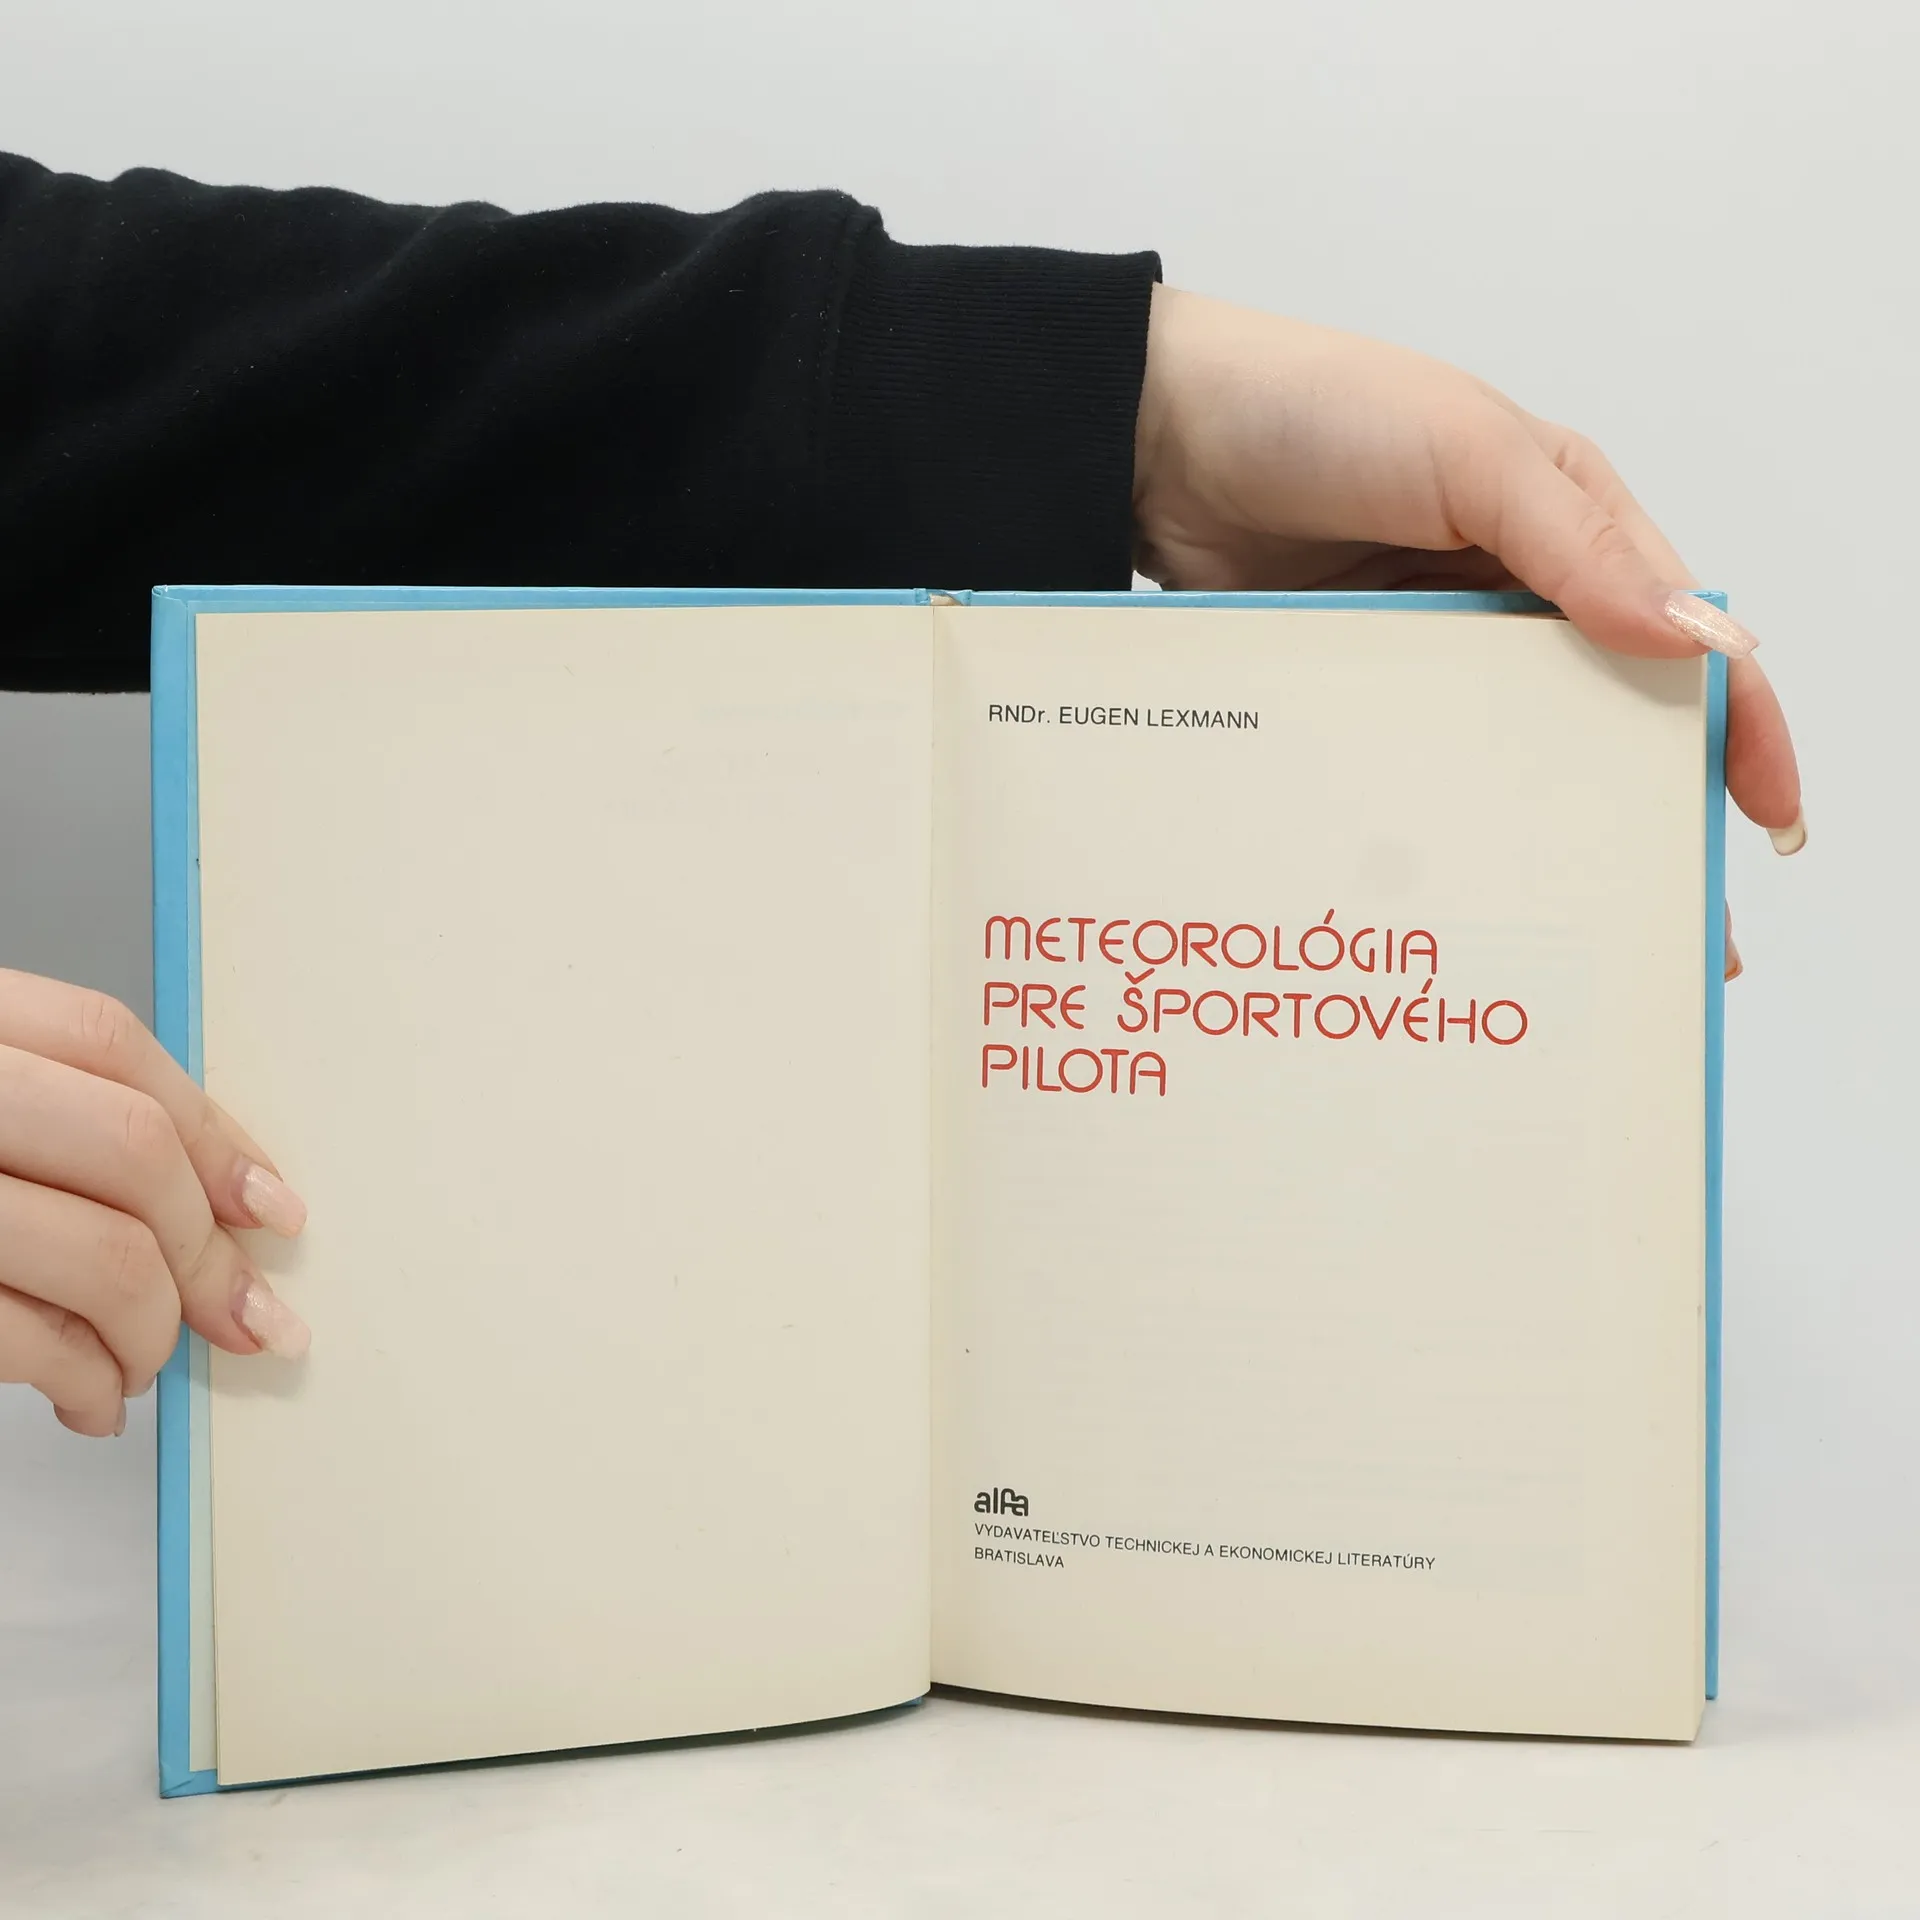 RNDr. EUGEN LEXMANN
METEOROLÓGIA
PRE ŠPORTOVÉHO
PILOTA
alfa
VYDAVATEĽSTVO TECHNICKEJ A EKONOMICKEJ LITERATÚRY
BRATISLAVA